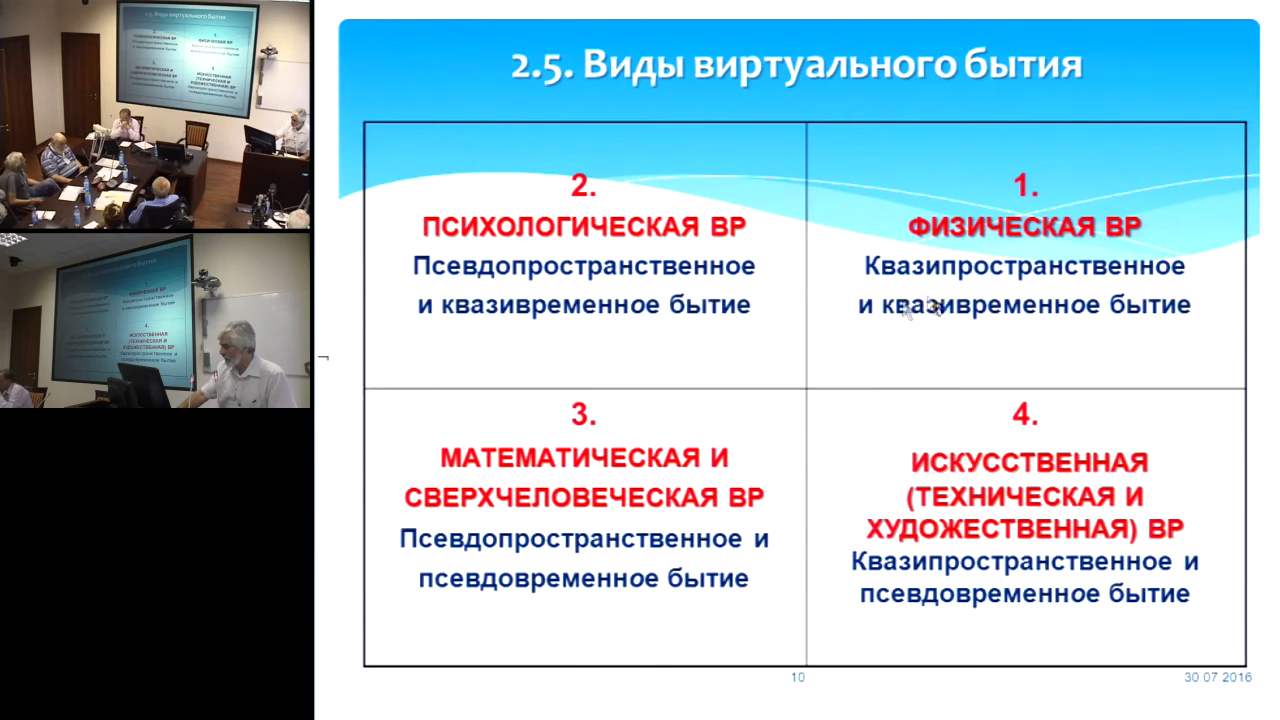 2.5. Виды виртуального бытия
2.
ПСИХОЛОГИЧЕСКАЯ ВР
Псевдопространственное
и квазивременное бытие
1.
ФИЗИЧЕСКАЯ ВР
Квазипространственное
и квазивременное бытие
3.
МАТЕМАТИЧЕСКАЯ И
СВЕРХЧЕЛОВЕЧЕСКАЯ ВР
Псевдопространственное и
псевдовременное бытие
4.
ИСКУССТВЕННАЯ
(ТЕХНИЧЕСКАЯ И
ХУДОЖЕСТВЕННАЯ) ВР
Квазипространственное и
псевдовременное бытие
10
30 07 2016